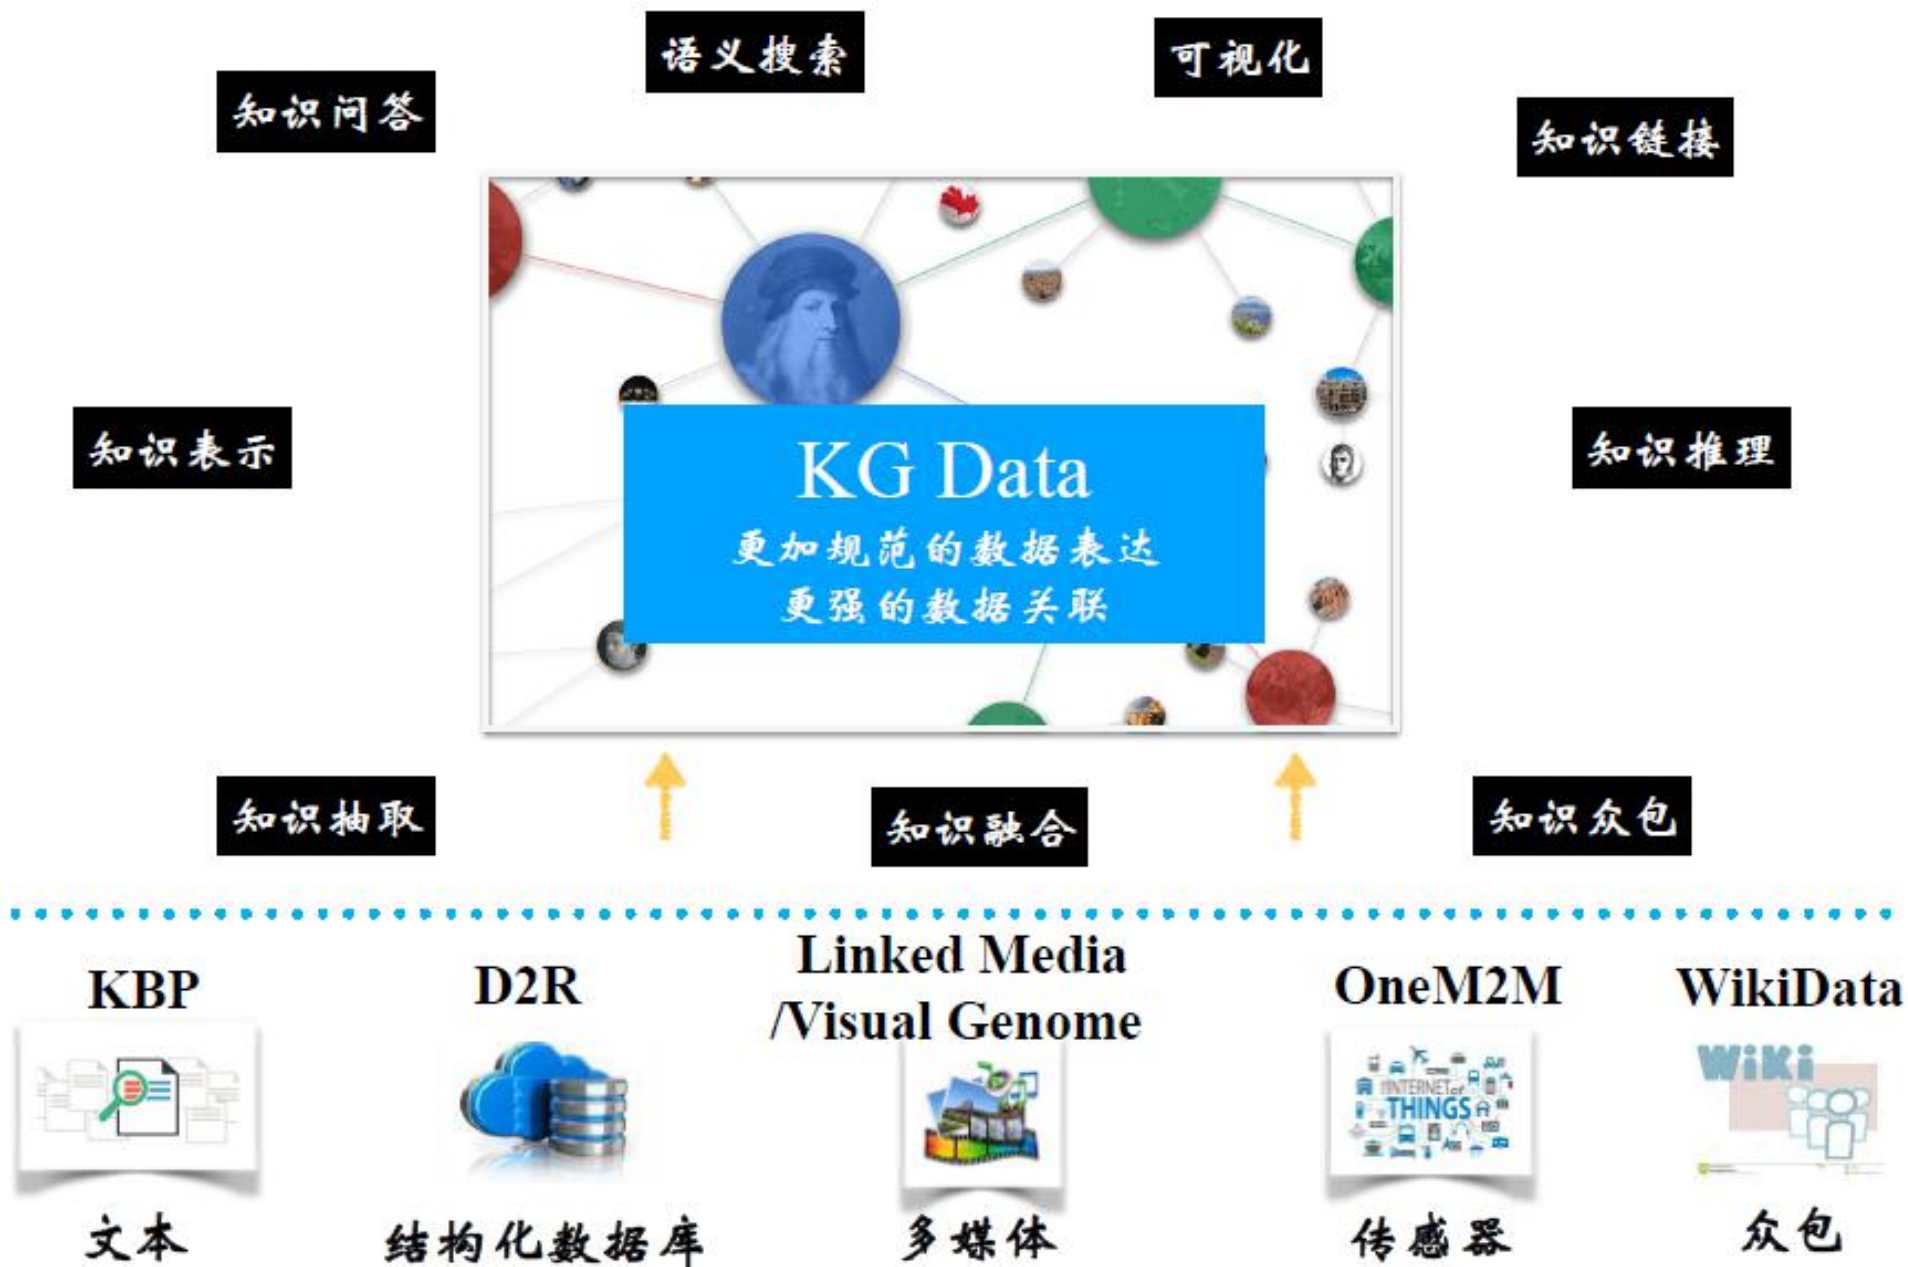 语义搜索
可视化
知识问答
知识链接
知识表示
知识推理
KG Data
更加规范的数据表达
更强的数据关联
知识抽取
知识融合
知识众包
KBP
D2R
Linked Media
/Visual Genome
OneM2M
WikiData
INTERNET of
THINGS
Wiki
文本
结构化数据库
多媒体
传感器
众包